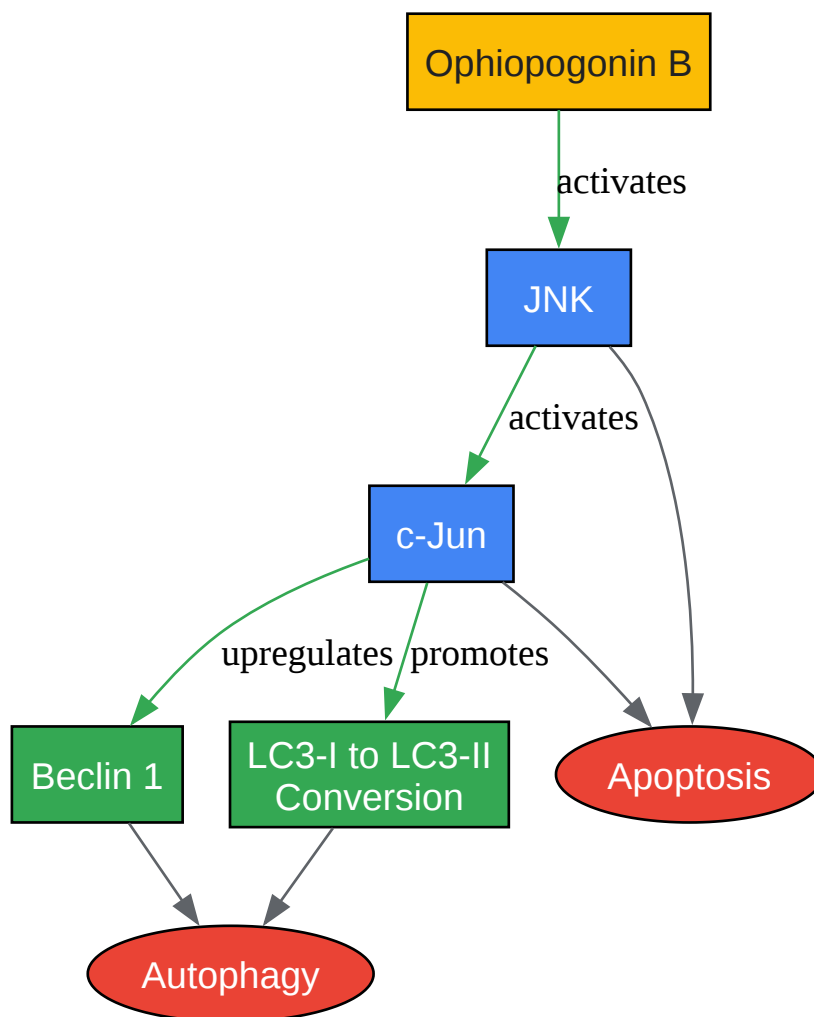 Ophiopogonin B
activates
JNK
activates
c-Jun
upregulates
promotes
Beclin 1
LC3-I to LC3-II
Conversion
Apoptosis
Autophagy